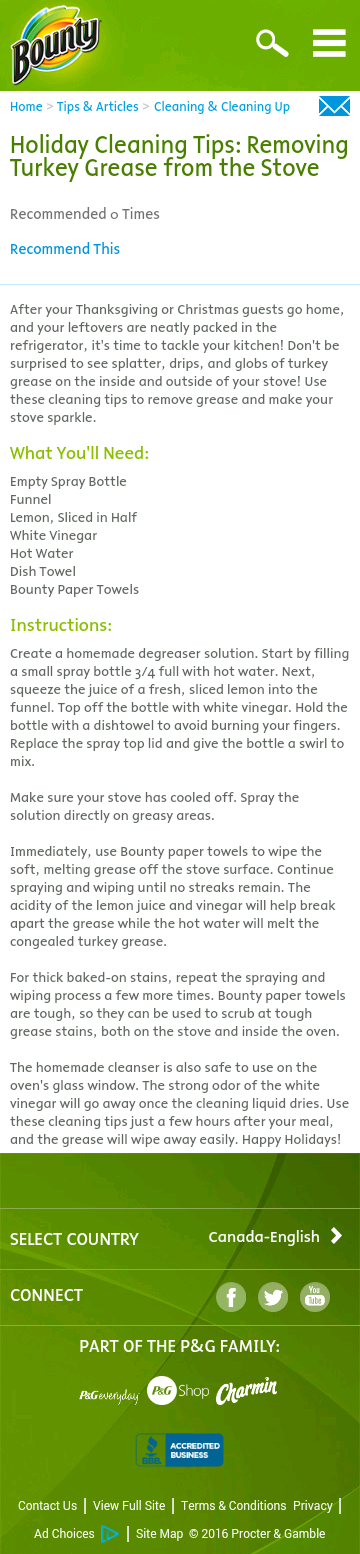 Bounty
Home > Tips & Articles > Cleaning & Cleaning Up
Holiday Cleaning Tips: Removing
Turkey Grease from the Stove
Recommended 0 Times
Recommend This
After your Thanksgiving or Christmas guests go home,
and your leftovers are neatly packed in the
refrigerator, it's time to tackle your kitchen! Don't be
surprised to see splatter, drips, and globs of turkey
grease on the inside and outside of your stove! Use
these cleaning tips to remove grease and make your
stove sparkle.
What You'll Need:
Empty Spray Bottle
Funnel
Lemon, Sliced in Half
White Vinegar
Hot Water
Dish Towel
Bounty Paper Towels
Instructions:
Create a homemade degreaser solution. Start by filling
a small spray bottle 3/4 full with hot water. Next,
squeeze the juice of a fresh, sliced lemon into the
funnel. Top off the bottle with white vinegar. Hold the
bottle with a dishtowel to avoid burning your fingers.
Replace the spray top lid and give the bottle a swirl to
mix.
Make sure your stove has cooled off. Spray the
solution directly on greasy areas.
Immediately, use Bounty paper towels to wipe the
soft, melting grease off the stove surface. Continue
spraying and wiping until no streaks remain. The
acidity of the lemon juice and vinegar will help break
apart the grease while the hot water will melt the
congealed turkey grease.
For thick baked-on stains, repeat the spraying and
wiping process a few more times. Bounty paper towels
are tough, so they can be used to scrub at tough
grease stains, both on the stove and inside the oven.
The homemade cleanser is also safe to use on the
oven's glass window. The strong odor of the white
vinegar will go away once the cleaning liquid dries. Use
these cleaning tips just a few hours after your meal,
and the grease will wipe away easily. Happy Holidays!
SELECT COUNTRY Canada-English
CONNECT You Tube
PART OF THE P&G FAMILY:
P&G everyday P&G Shop Charmin
BBB. ACCREDITED BUSINESS
Contact Us | View Full Site | Terms & Conditions Privacy |
Ad Choices | Site Map © 2016 Procter & Gamble